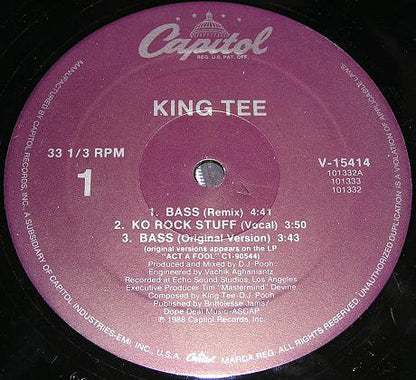 Capitol
REG. U.S. PAT. OFF.
KING TEE
33 1/3 RPM
1
V-15414
101332A
101333
101332
1. BASS (Remix) 4:41
2. KO ROCK STUFF (Vocal) 3:50
3. BASS (Original Version) 3:43
(original versions appears on the LP
"ACT A FOOL" C1-90544)
Produced and Mixed by D.J. Pooh
Engineered by Vachik Aghaniantz
Recorded at Echo Sound Studios, Los Angeles
Executive Producer Tim "Mastermind" Devine
Composed by King Tee-D.J. Pooh
Published by Brittolesse Jams/
Dope Deal Music-ASCAP
℗ 1988 Capitol Records, Inc.
MANUFACTURED BY CAPITOL RECORDS, INC., A SUBSIDIARY OF CAPITOL INDUSTRIES-EMI, INC., U.S.A. Capitol MARCA REG. ALL RIGHTS RESERVED. UNAUTHORIZED DUPLICATION IS A VIOLATION OF APPLICABLE LAWS.